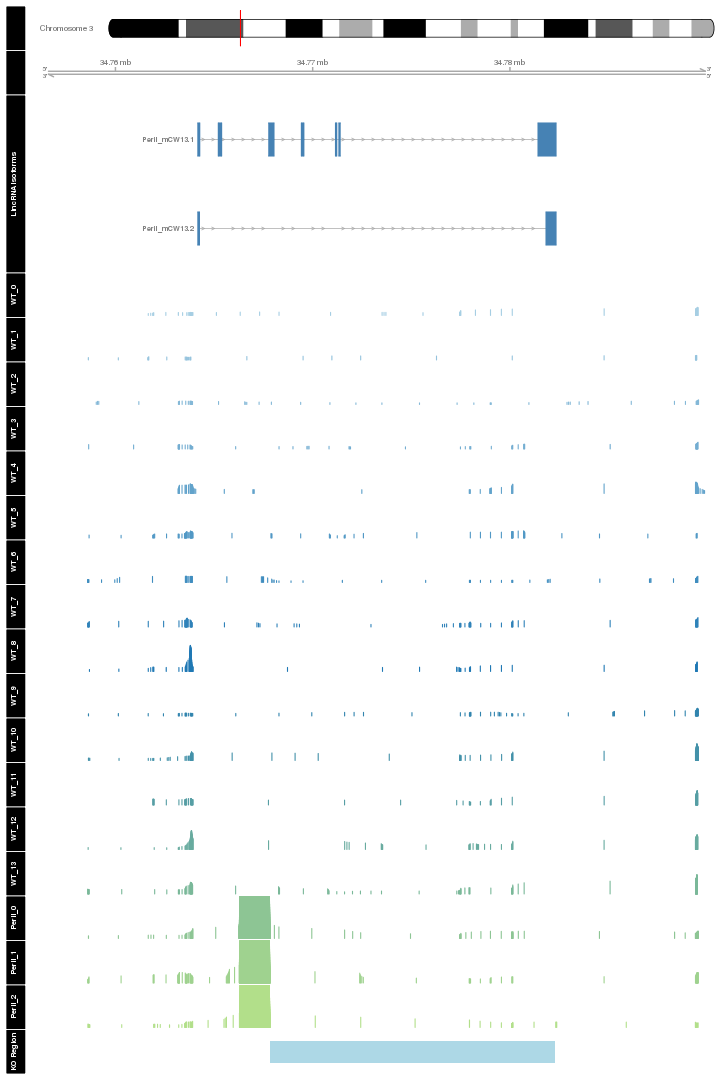 Chromosome 3
5'
3'
34.76 mb
34.77 mb
34.78 mb
3'
5'
LincRNA Isoforms
Peril_mCW13.1
Peril_mCW13.2
WT_0
WT_1
WT_2
WT_3
WT_4
WT_5
WT_6
WT_7
WT_8
WT_9
WT_10
WT_11
WT_12
WT_13
Peril_0
Peril_1
Peril_2
KO Region